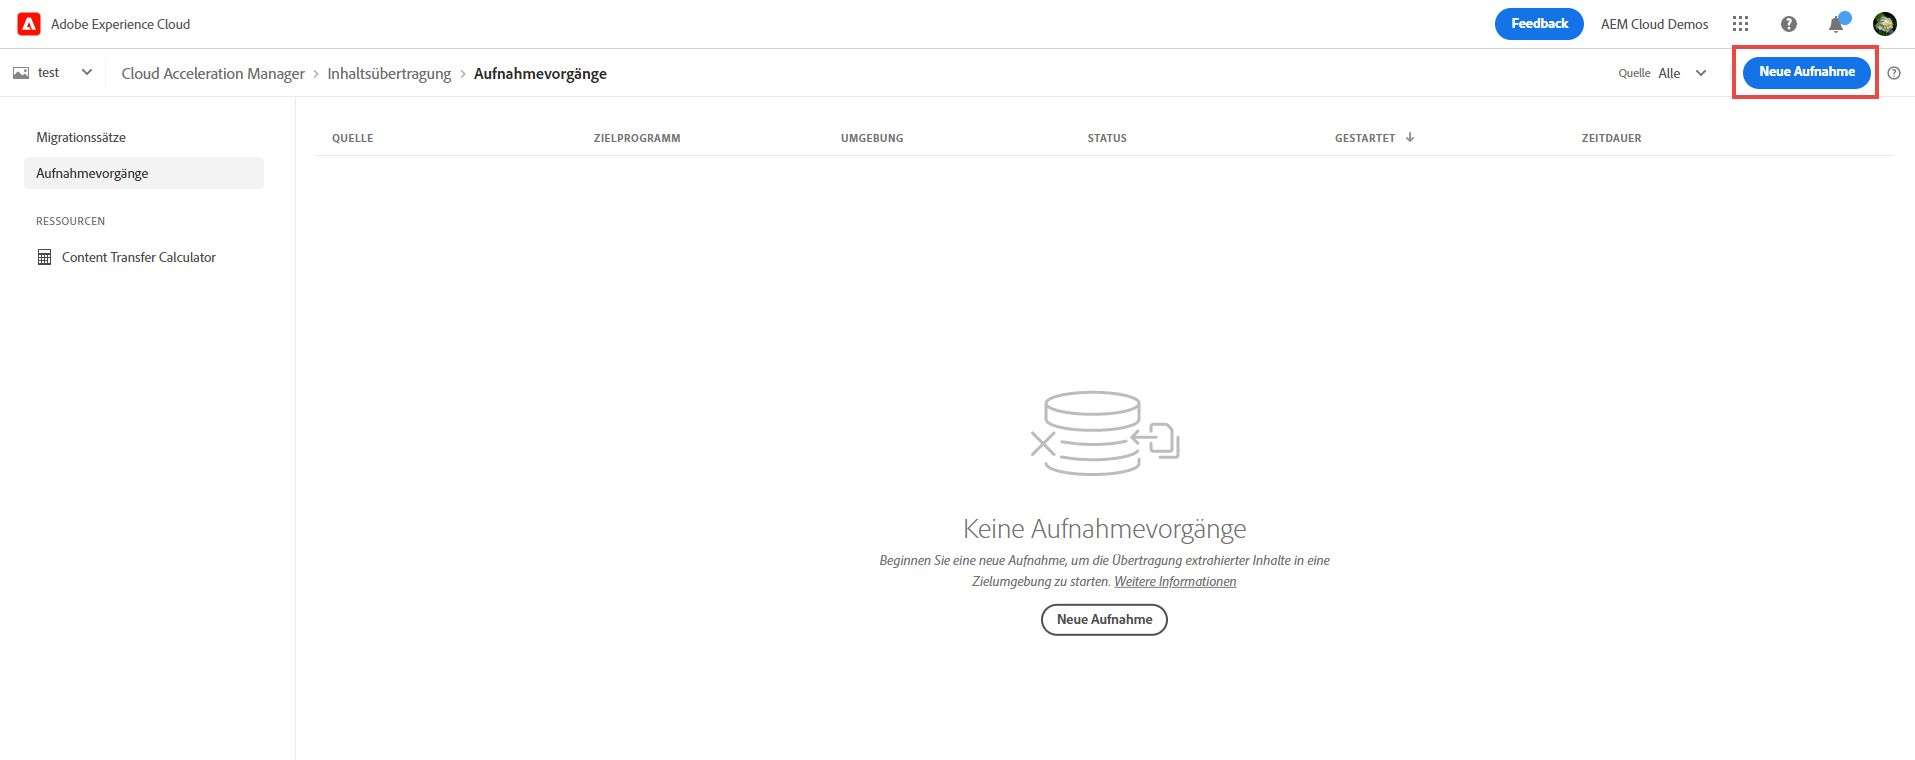 Adobe Experience Cloud
Feedback
AEM Cloud Demos
test
Cloud Acceleration Manager > Inhaltsübertragung > Aufnahmevorgänge
Quelle Alle
Neue Aufnahme
Migrationssätze
Aufnahmevorgänge
RESSOURCEN
Content Transfer Calculator
QUELLE ZIELPROGRAMM UMGEBUNG STATUS GESTARTET ZEITDAUER
Keine Aufnahmevorgänge
Beginnen Sie eine neue Aufnahme, um die Übertragung extrahierter Inhalte in eine
Zielumgebung zu starten. Weitere Informationen
Neue Aufnahme